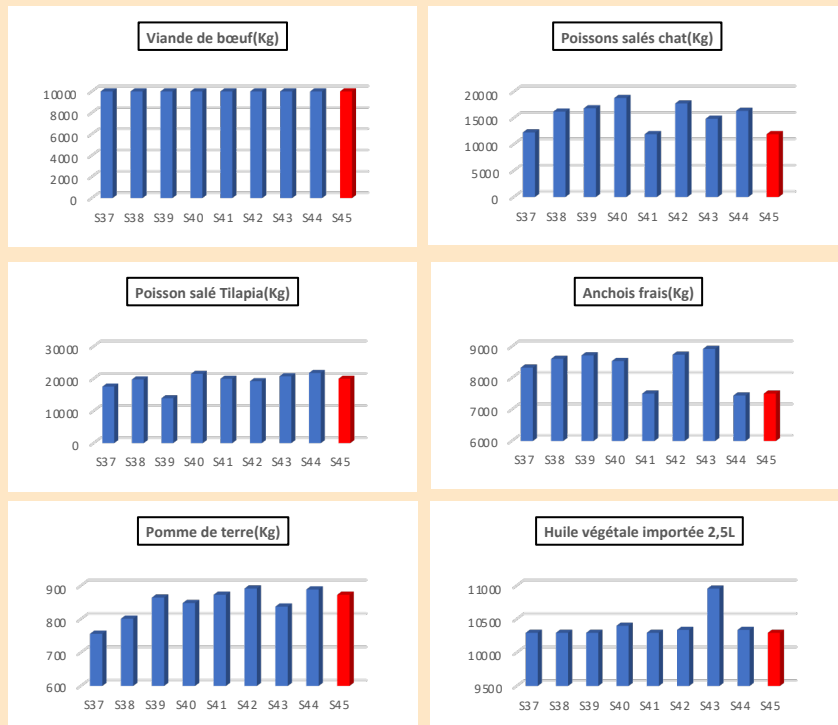 Viande de bœuf(Kg)
10000
8000
6000
4000
2000
0
S37 S38 S39 S40 S41 S42 S43 S44 S45
Poissons salés chat(Kg)
20000
15000
10000
5000
0
S37 S38 S39 S40 S41 S42 S43 S44 S45
Poisson salé Tilapia(Kg)
30000
20000
10000
0
S37 S38 S39 S40 S41 S42 S43 S44 S45
Anchois frais(Kg)
9000
8000
7000
6000
S37 S38 S39 S40 S41 S42 S43 S44 S45
Pomme de terre(Kg)
900
800
700
600
S37 S38 S39 S40 S41 S42 S43 S44 S45
Huile végétale importée 2,5L
11000
10500
10000
9500
S37 S38 S39 S40 S41 S42 S43 S44 S45